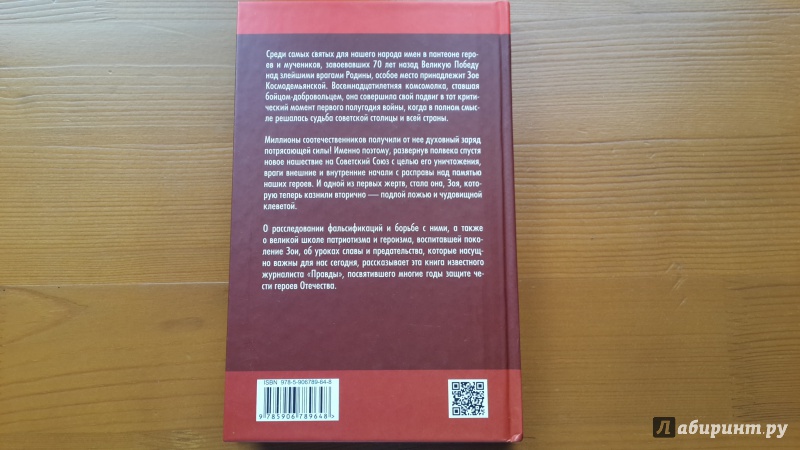 Среди самых святых для нашего народа имен в пантеоне геро-
ев и мучеников, завоевавших 70 лет назад Великую Победу
над злейшими врагами Родины, особое место принадлежит Зое
Космодемьянской. Восемнадцатилетняя комсомолка, ставшая
бойцом-добровольцем, она совершила свой подвиг в тот крити-
ческий момент первого полугодия войны, когда в полном смыс-
ле решалась судьба советской столицы и всей страны.
Миллионы соотечественников получили от нее духовный заряд
потрясающей силы! Именно поэтому, развернув полвека спустя
новое нашествие на Советский Союз с целью его уничтожения,
враги внешние и внутренние начали с расправы над памятью
наших героев. И одной из первых жертв, стала она, Зоя, кото-
рую теперь казнили вторично — подлой ложью и чудовищной
клеветой.
О расследовании фальсификаций и борьбе с ними, а также
о великой школе патриотизма и героизма, воспитавшей поко-
ление Зои, об уроках славы и предательства, которые насущ-
но важны для нас сегодня, рассказывает эта книга известного
журналиста «Правды», посвятившего многие годы защите че-
сти героев Отечества.
ISBN 978-5-906789-64-8
9 785906 789648
Лабиринт.ру